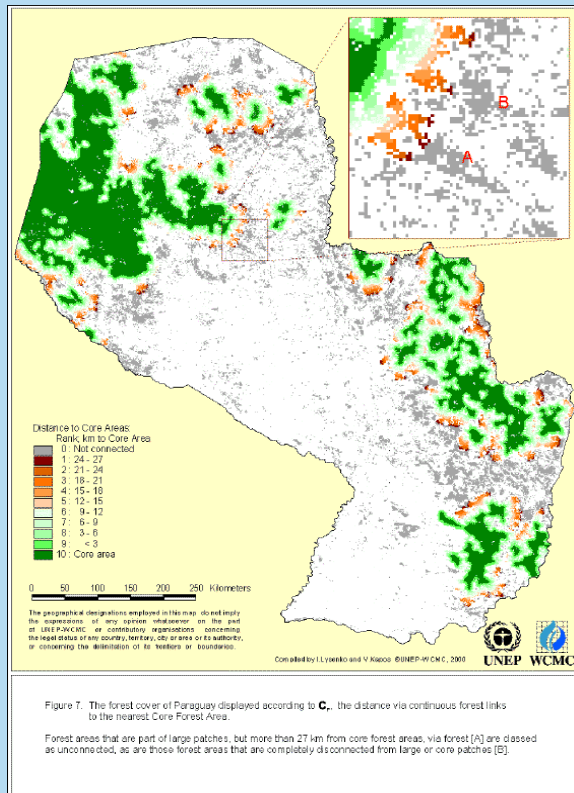 B
A
Distance to Core Areas:
Rank; km to Core Area
0 : Not connected
1 : 24 - 27
2 : 21 - 24
3 : 18 - 21
4 : 15 - 18
5 : 12 - 15
6 : 9 - 12
7 : 6 - 9
8 : 3 - 6
9 : < 3
10 : Core area
0 50 100 150 200 250 Kilometers
The geographical designations employed in this map do not imply
the expressions of any opinion whatsoever on the part
of UNEP-WCMC or contributory organisations concerning
the legal status of any country, territory, city or area or its authority,
or concerning the delimitation of its frontiers or boundaries.
Compiled by I.Lysenko and V.Kapos ©UNEP-WCMC, 2000
UNEP WCMC
Figure 7. The forest cover of Paraguay displayed according to Cr, the distance via continuous forest links
to the nearest Core Forest Area.
Forest areas that are part of large patches, but more than 27 km from core forest areas, via forest [A] are classed
as unconnected, as are those forest areas that are completely disconnected from large or core patches [B].